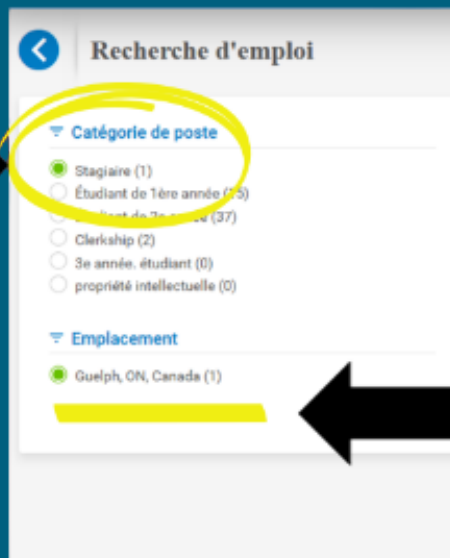 Recherche d'emploi
Catégorie de poste
Stagiaire (1)
Étudiant de 1ère année
Clerkship (2)
3e année. étudiant (0)
propriété intellectuelle (0)
Emplacement
Guelph, ON, Canada (1)